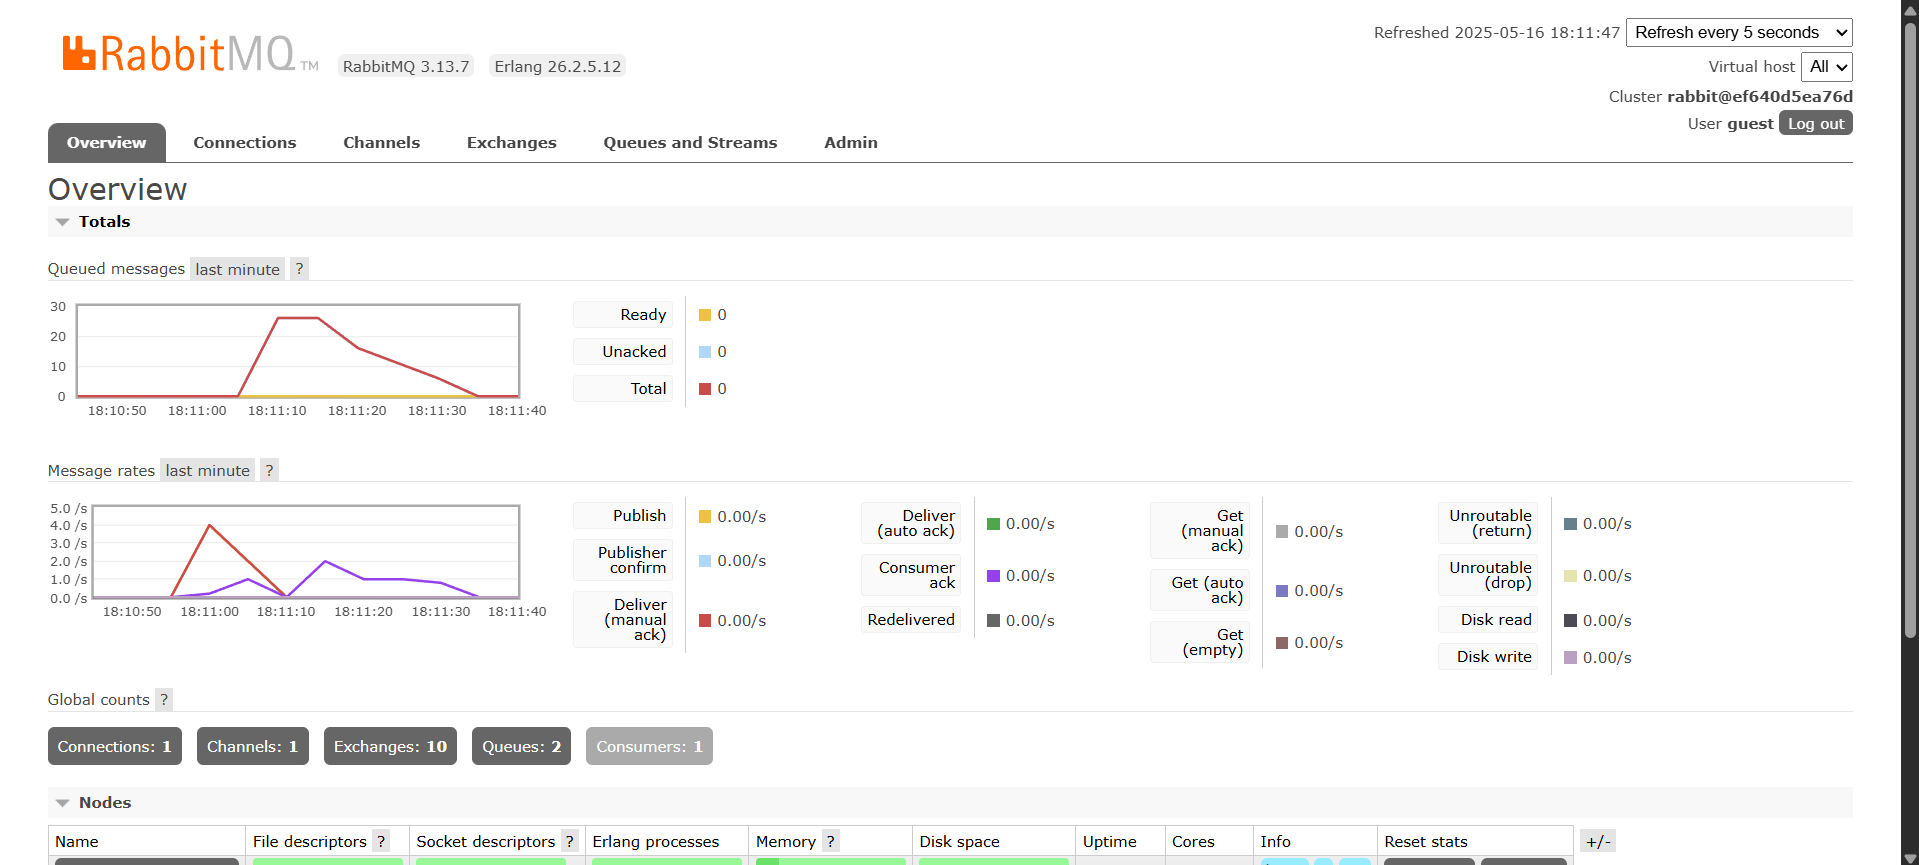 RabbitMQ TM
RabbitMQ 3.13.7
Erlang 26.2.5.12
Refreshed 2025-05-16 18:11:47 Refresh every 5 seconds
Virtual host All
Cluster rabbit@ef640d5ea76d
User guest Log out
Overview Connections Channels Exchanges Queues and Streams Admin
Overview
Totals
Queued messages last minute ?
30
20
10
0
18:10:50 18:11:00 18:11:10 18:11:20 18:11:30 18:11:40
Ready 0
Unacked 0
Total 0
Message rates last minute ?
5.0 /s
4.0 /s
3.0 /s
2.0 /s
1.0 /s
0.0 /s
18:10:50 18:11:00 18:11:10 18:11:20 18:11:30 18:11:40
Publish 0.00/s
Publisher
confirm 0.00/s
Deliver
(manual
ack) 0.00/s
Deliver
(auto ack) 0.00/s
Consumer
ack 0.00/s
Redelivered 0.00/s
Get
(manual
ack) 0.00/s
Get (auto
ack) 0.00/s
Get
(empty) 0.00/s
Unroutable
(return) 0.00/s
Unroutable
(drop) 0.00/s
Disk read 0.00/s
Disk write 0.00/s
Global counts ?
Connections: 1 Channels: 1 Exchanges: 10 Queues: 2 Consumers: 1
Nodes
Name File descriptors ? Socket descriptors ? Erlang processes Memory ? Disk space Uptime Cores Info Reset stats +/-